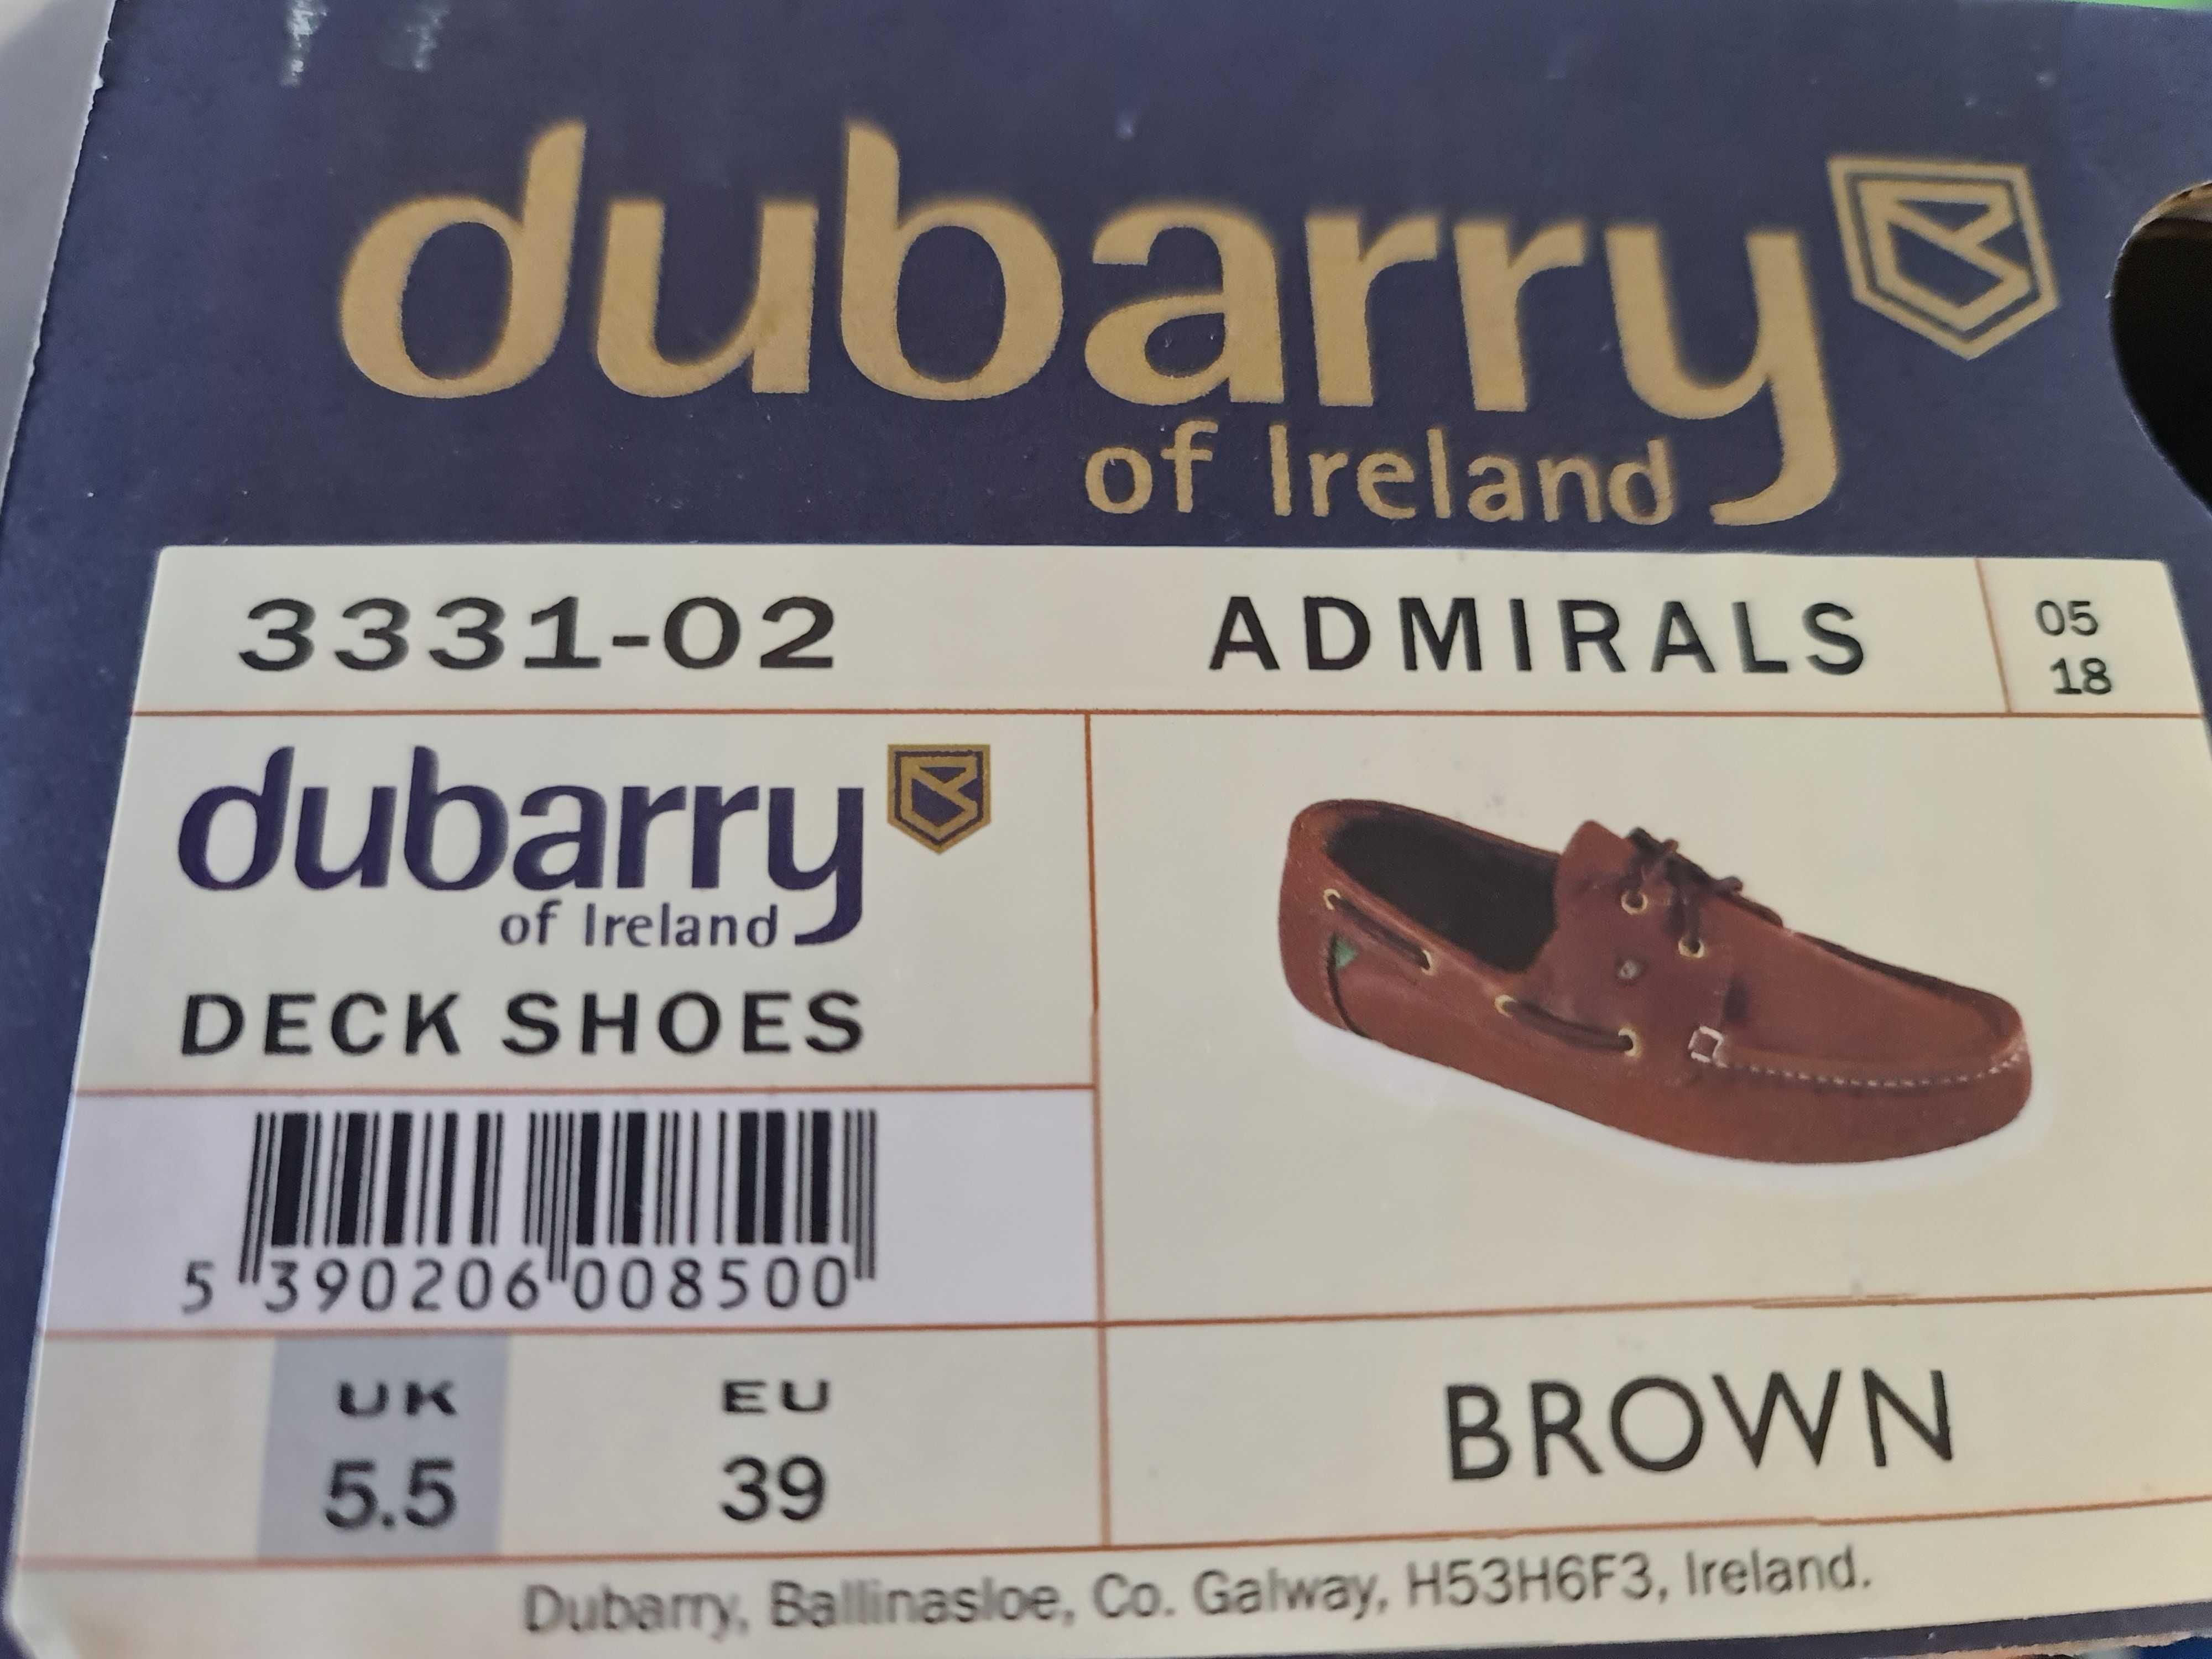 dubarry
of Ireland
3331-02 ADMIRALS 05
18
dubarry
of Ireland
DECK SHOES
5 390206 008500
UK EU
5.5 39
BROWN
Dubarry, Ballinasloe, Co. Galway, H53H6F3, Ireland.